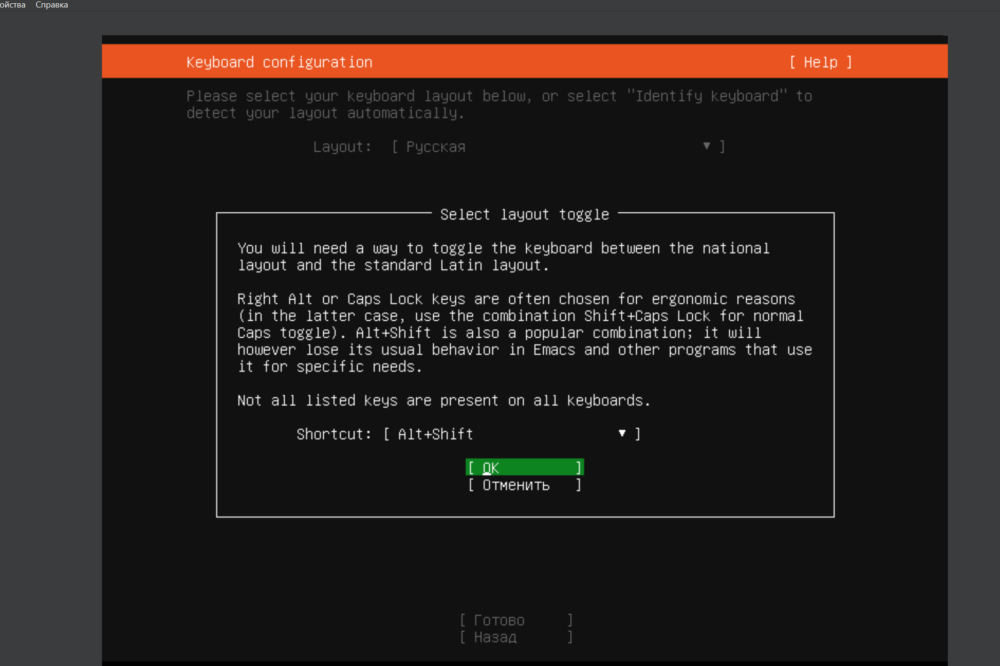 ойства Справка
Keyboard configuration [ Help ]
Please select your keyboard layout below, or select "Identify keyboard" to
detect your layout automatically.
Layout: [ Русская ▾ ]
Select layout toggle
You will need a way to toggle the keyboard between the national
layout and the standard Latin layout.
Right Alt or Caps Lock keys are often chosen for ergonomic reasons
(in the latter case, use the combination Shift+Caps Lock for normal
Caps toggle). Alt+Shift is also a popular combination; it will
however lose its usual behavior in Emacs and other programs that use
it for specific needs.
Not all listed keys are present on all keyboards.
Shortcut: [ Alt+Shift ▾ ]
[ OK ]
[ Отменить ]
[ Готово ]
[ Назад ]